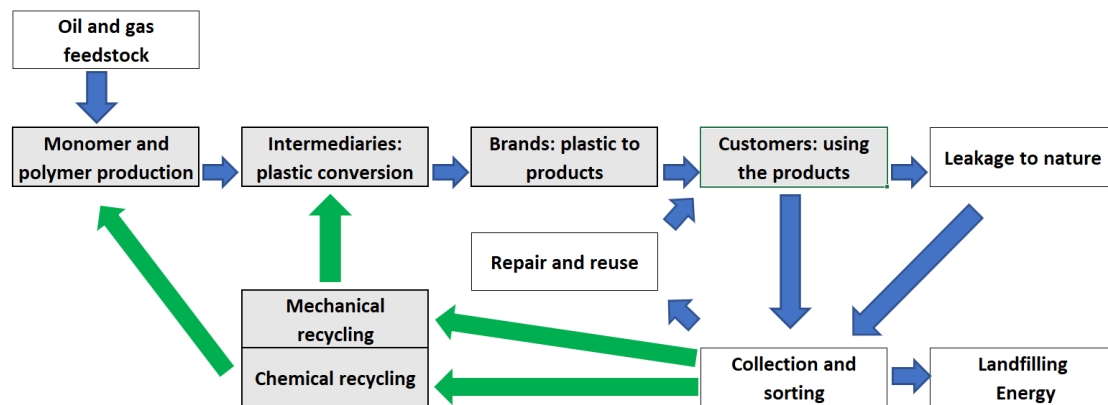 Oil and gas
feedstock
Monomer and
polymer production
Intermediaries:
plastic conversion
Brands: plastic to
products
Customers: using
the products
Leakage to nature
Repair and reuse
Mechanical
recycling
Chemical recycling
Collection and
sorting
Landfilling
Energy